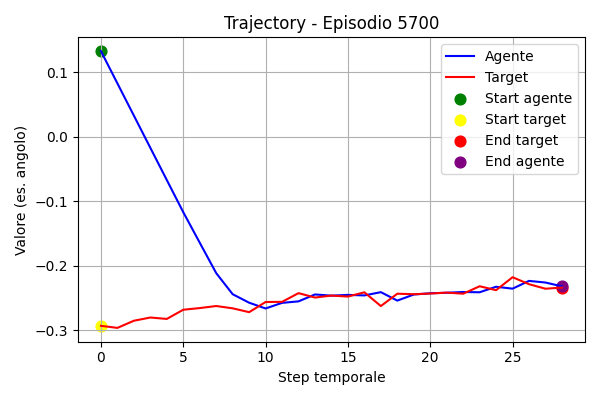 Trajectory - Episodio 5700
Agente
Target
Start agente
Start target
End target
End agente
0.1
0.0
−0.1
−0.2
−0.3
Valore (es. angolo)
0
5
10
15
20
25
Step temporale